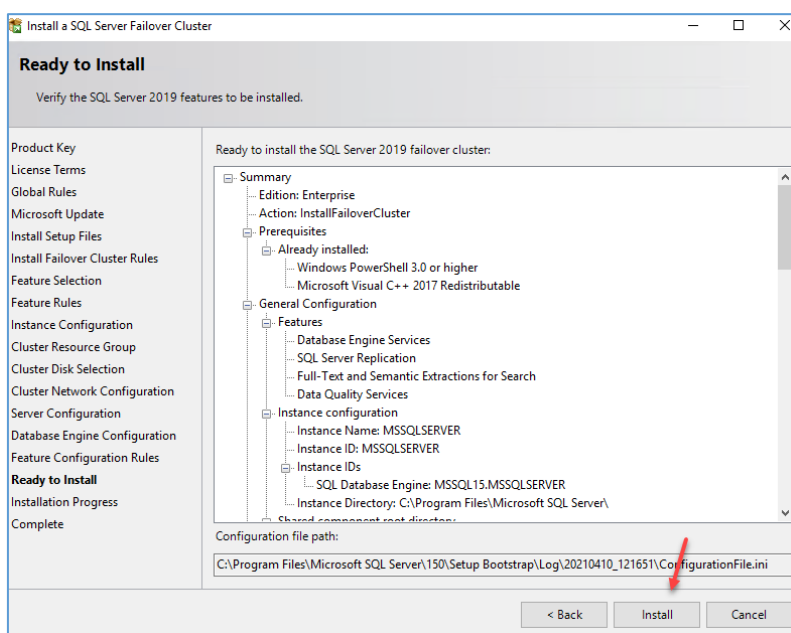 Install a SQL Server Failover Cluster
Ready to Install
Verify the SQL Server 2019 features to be installed.
Product Key
License Terms
Global Rules
Microsoft Update
Install Setup Files
Install Failover Cluster Rules
Feature Selection
Feature Rules
Instance Configuration
Cluster Resource Group
Cluster Disk Selection
Cluster Network Configuration
Server Configuration
Database Engine Configuration
Feature Configuration Rules
Ready to Install
Installation Progress
Complete
Ready to install the SQL Server 2019 failover cluster:
Summary
Edition: Enterprise
Action: InstallFailoverCluster
Prerequisites
Already installed:
Windows PowerShell 3.0 or higher
Microsoft Visual C++ 2017 Redistributable
General Configuration
Features
Database Engine Services
SQL Server Replication
Full-Text and Semantic Extractions for Search
Data Quality Services
Instance configuration
Instance Name: MSSQLSERVER
Instance ID: MSSQLSERVER
Instance IDs
SQL Database Engine: MSSQL15.MSSQLSERVER
Instance Directory: C:\Program Files\Microsoft SQL Server\
Shared component root directory
Configuration file path:
C:\Program Files\Microsoft SQL Server\150\Setup Bootstrap\Log\20210410_121651\ConfigurationFile.ini
< Back
Install
Cancel